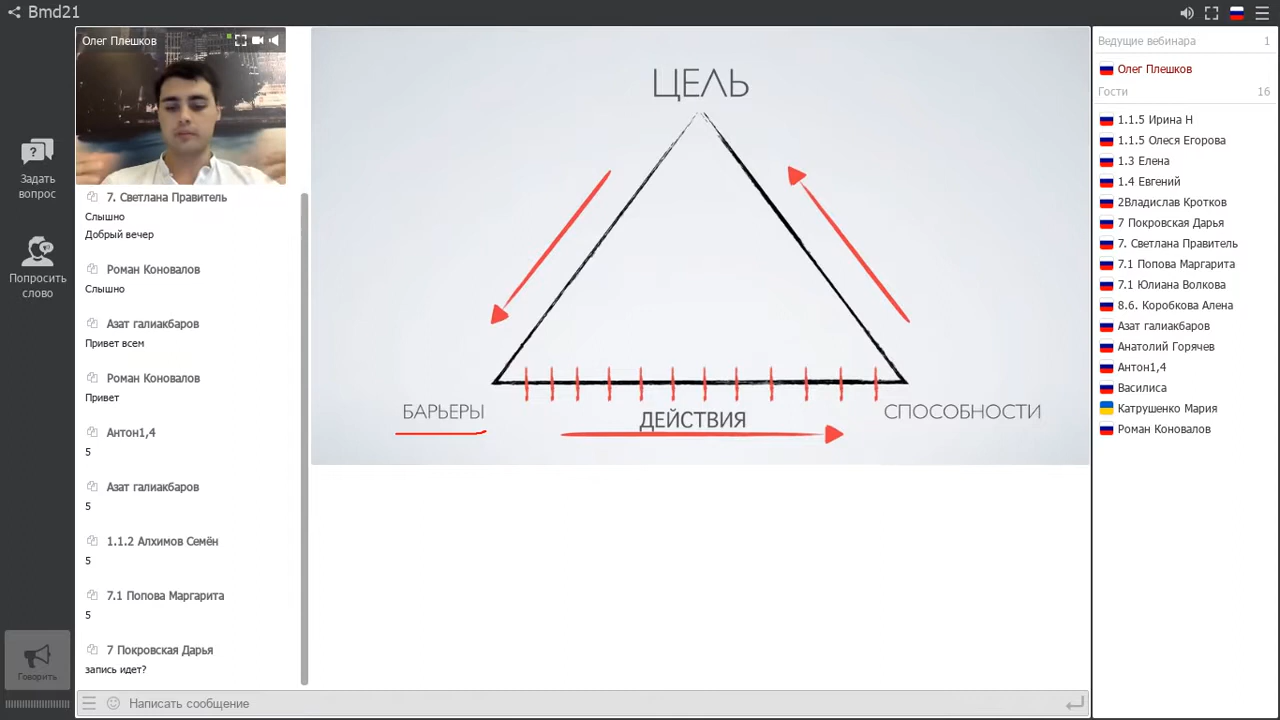 Bmd21
Задать
вопрос
Попросить
слово
Говорить
Олег Плешков
7. Светлана Правитель
Слышно
Добрый вечер
Роман Коновалов
Слышно
Азат галиакбаров
Привет всем
Роман Коновалов
Привет
Антон1,4
5
Азат галиакбаров
5
1.1.2 Алхимов Семён
5
7.1 Попова Маргарита
5
7 Покровская Дарья
запись идет?
Написать сообщение
ЦЕЛЬ
БАРЬЕРЫ
ДЕЙСТВИЯ
СПОСОБНОСТИ
Ведущие вебинара 1
Олег Плешков
Гости 16
1.1.5 Ирина Н
1.1.5 Олеся Егорова
1.3 Елена
1.4 Евгений
2Владислав Кротков
7 Покровская Дарья
7. Светлана Правитель
7.1 Попова Маргарита
7.1 Юлиана Волкова
8.6. Коробкова Алена
Азат галиакбаров
Анатолий Горячев
Антон1,4
Василиса
Катрушенко Мария
Роман Коновалов